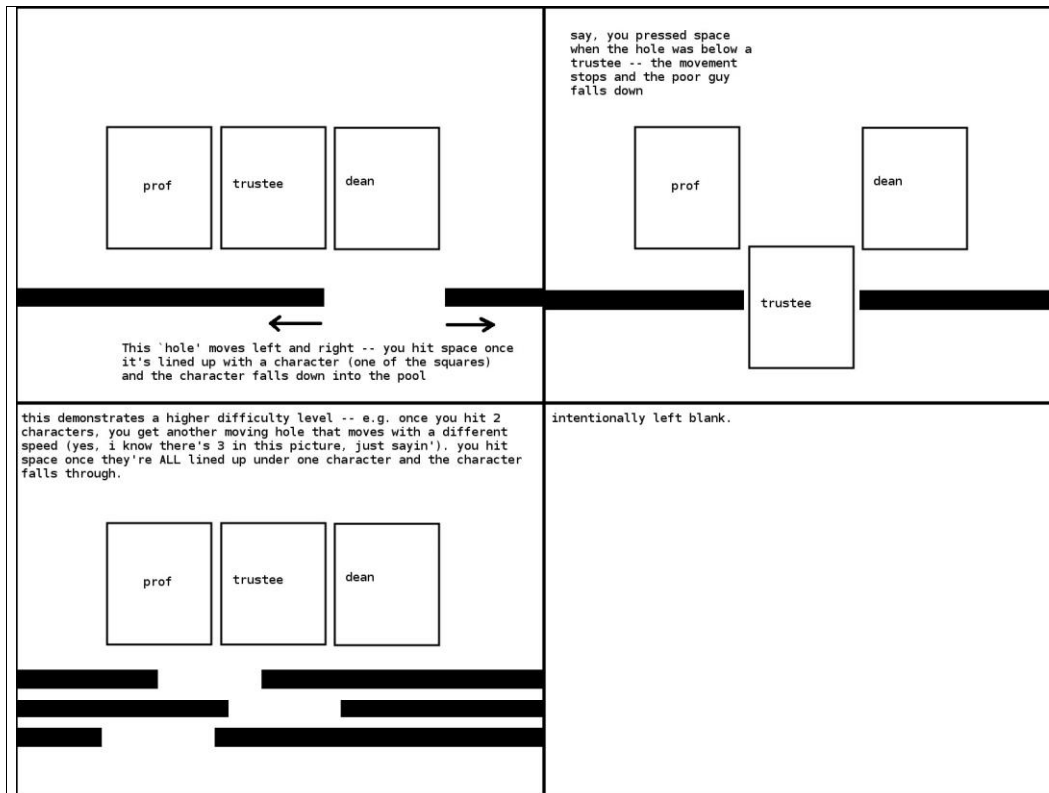 prof
trustee
dean
This `hole' moves left and right -- you hit space once
it's lined up with a character (one of the squares)
and the character falls down into the pool
say, you pressed space
when the hole was below a
trustee -- the movement
stops and the poor guy
falls down
prof
dean
trustee
this demonstrates a higher difficulty level -- e.g. once you hit 2
characters, you get another moving hole that moves with a different
speed (yes, i know there's 3 in this picture, just sayin'). you hit
space once they're ALL lined up under one character and the character
falls through.
prof
trustee
dean
intentionally left blank.